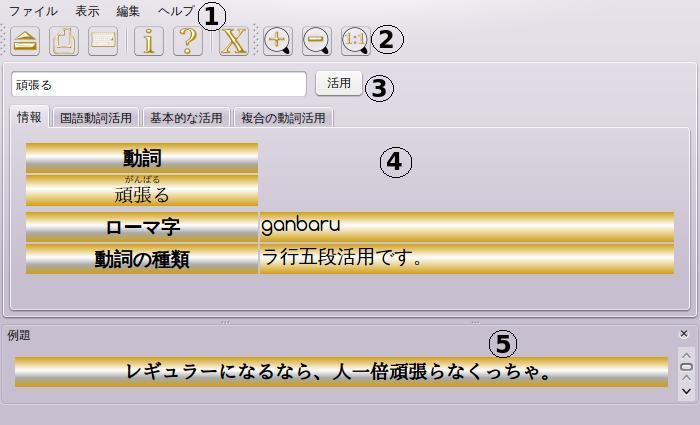 ファイル 表示 編集 ヘルプ 1
i ? X + - 1:1 2
頑張る 活用 3
情報 国語動詞活用 基本的な活用 複合の動詞活用
動詞 4
がんばる
頑張る
ローマ字 ganbaru
動詞の種類 ラ行五段活用です。
例題
5
レギュラーになるなら、人一倍頑張らなくっちゃ。